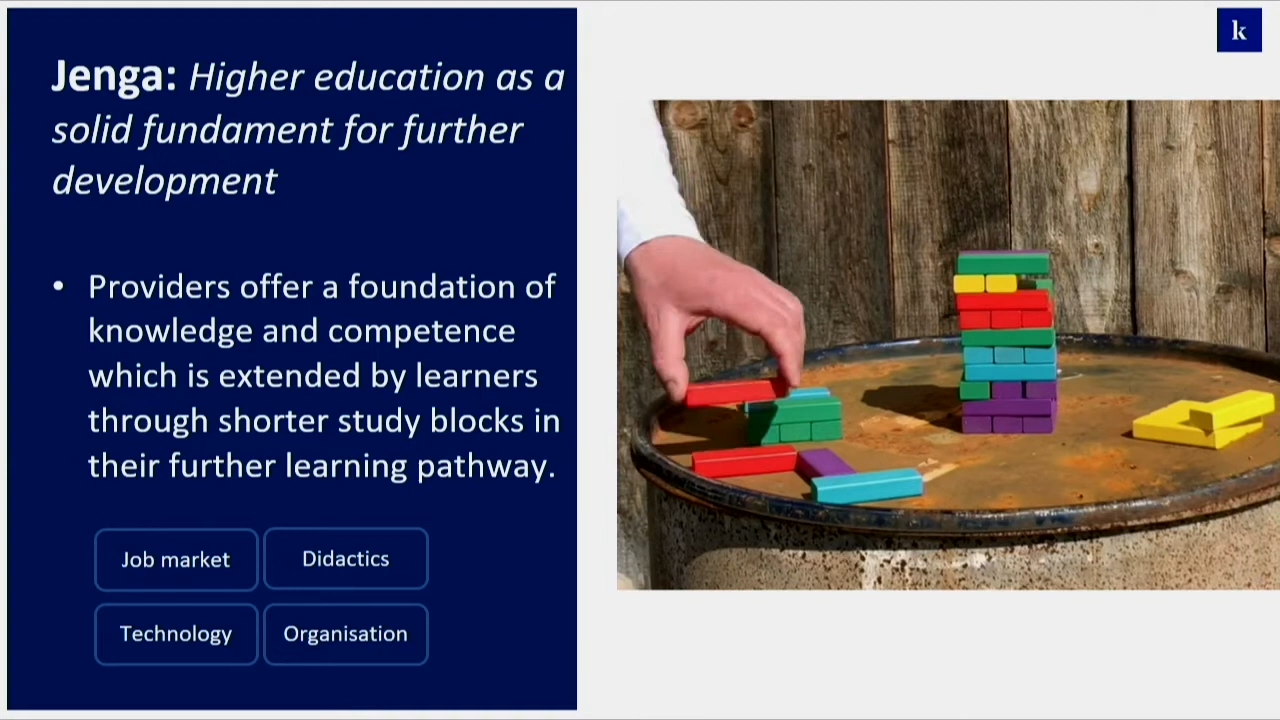 Jenga: Higher education as a
solid fundament for further
development
k
• Providers offer a foundation of
knowledge and competence
which is extended by learners
through shorter study blocks in
their further learning pathway.
Job market
Didactics
Technology
Organisation